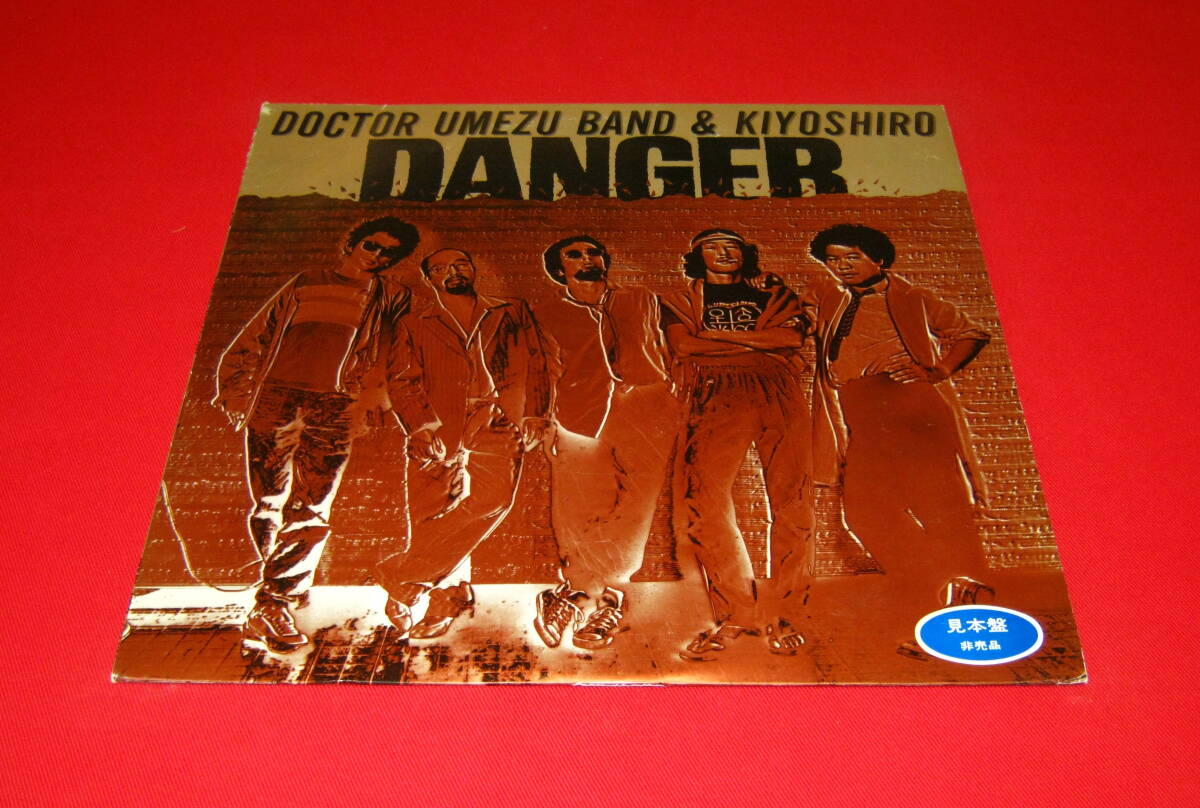 DOCTOR UMEZU BAND & KIYOSHIRO
DANGER
見本盤
非売品